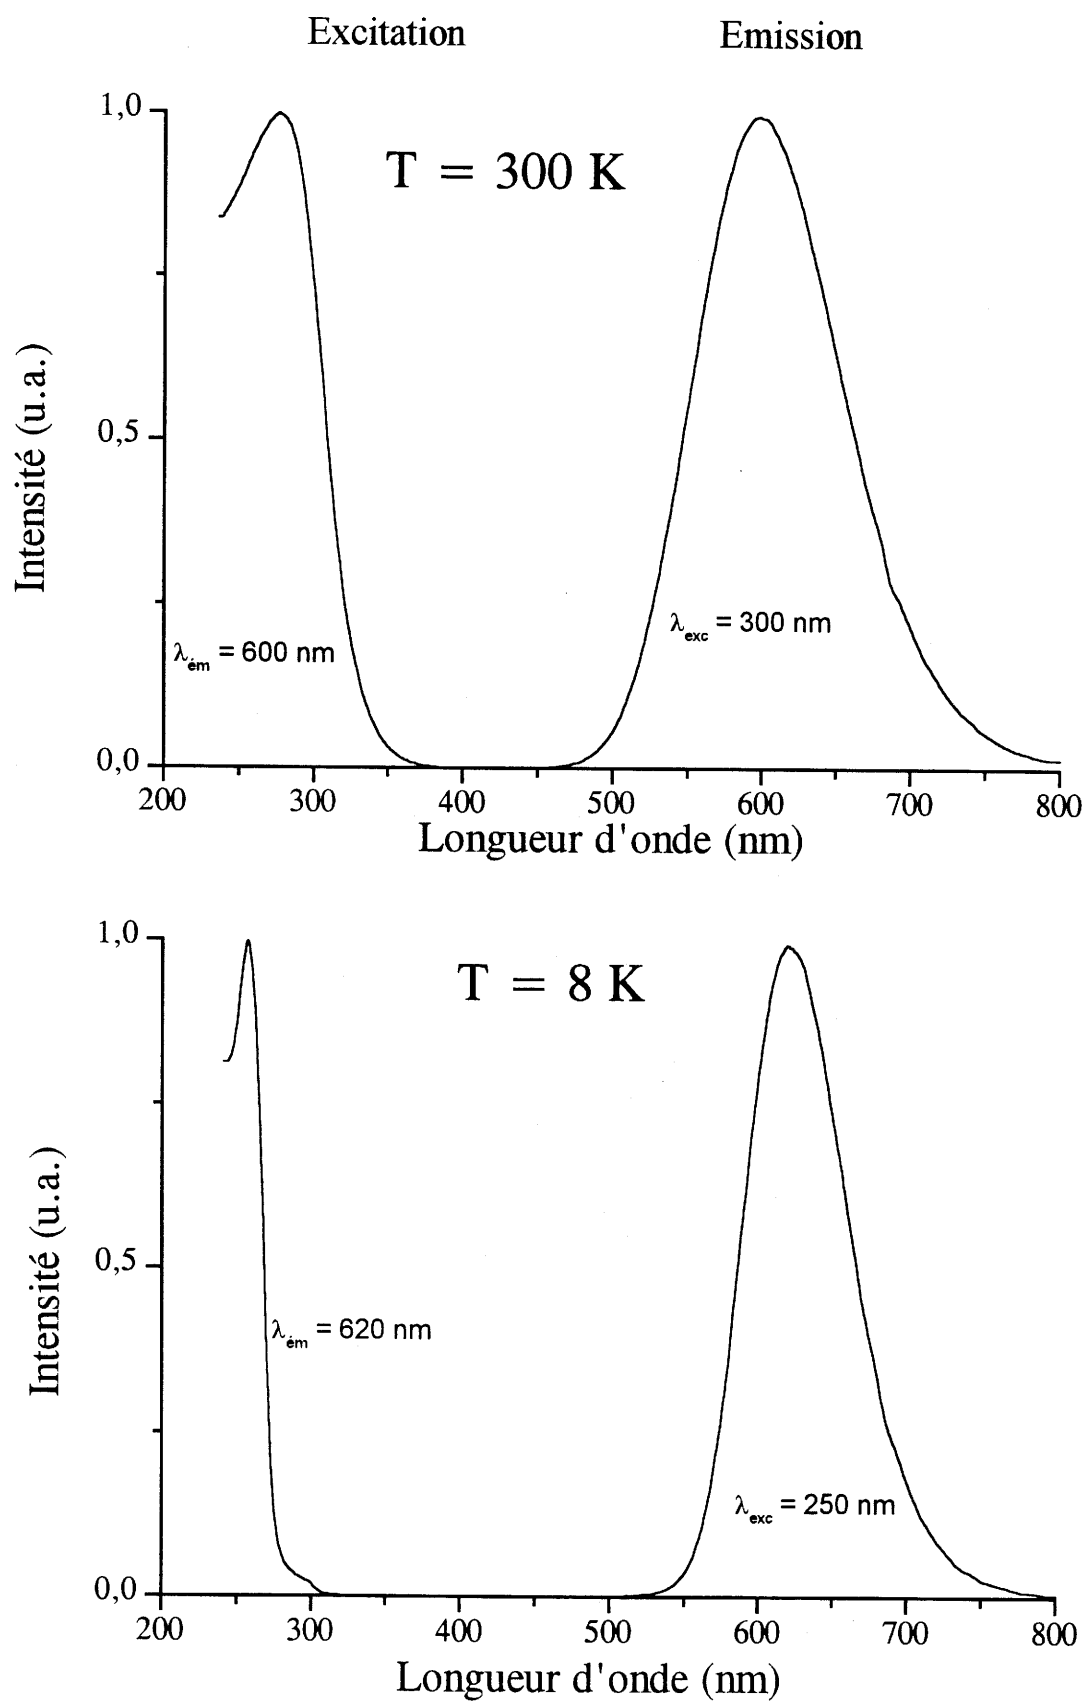 Excitation Emission
1,0
T = 300 K
0,5
Intensité (u.a.)
λém = 600 nm
λexc = 300 nm
0,0
200 300 400 500 600 700 800
Longueur d'onde (nm)
1,0
T = 8 K
0,5
Intensité (u.a.)
λém = 620 nm
λexc = 250 nm
0,0
200 300 400 500 600 700 800
Longueur d'onde (nm)